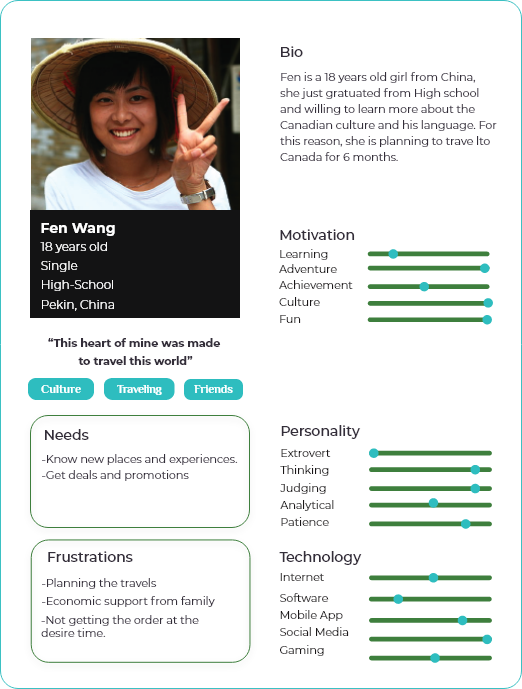 Fen Wang
18 years old
Single
High-School
Pekin, China
“This heart of mine was made
to travel this world”
Culture Traveling Friends
Needs
-Know new places and experiences.
-Get deals and promotions
Frustrations
-Planning the travels
-Economic support from family
-Not getting the order at the
desire time.
Bio
Fen is a 18 years old girl from China,
she just gratuated from High school
and willing to learn more about the
Canadian culture and his language. For
this reason, she is planning to trave lto
Canada for 6 months.
Motivation
Learning
Adventure
Achievement
Culture
Fun
Personality
Extrovert
Thinking
Judging
Analytical
Patience
Technology
Internet
Software
Mobile App
Social Media
Gaming